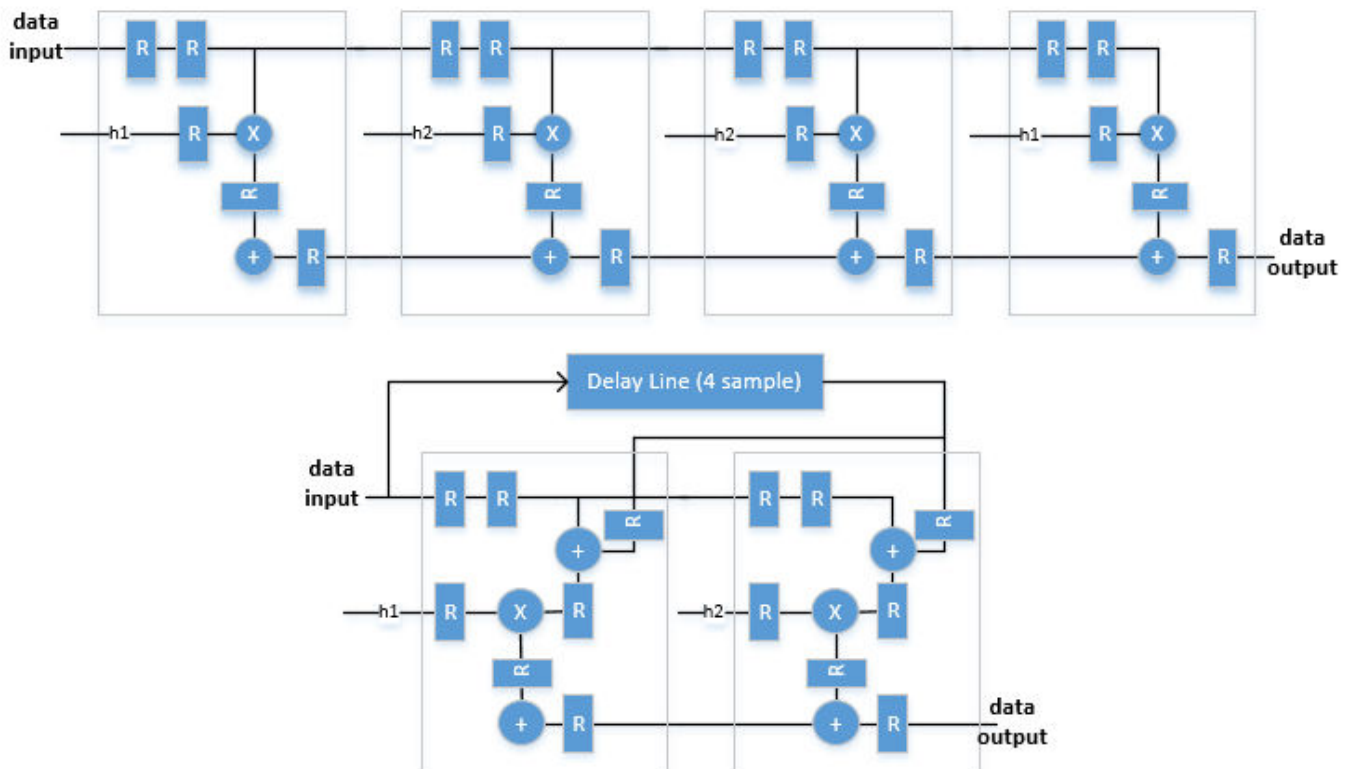 data
input
R R
R R
R R
R R
h1 R X
h2 R X
h2 R X
h1 R X
R
R
R
R
+ R
+ R
+ R
+ R
data
output
Delay Line (4 sample)
data
input
R R
R R
R
R
+
+
h1 R X R
h2 R X R
R
R
+ R
+ R
data
output